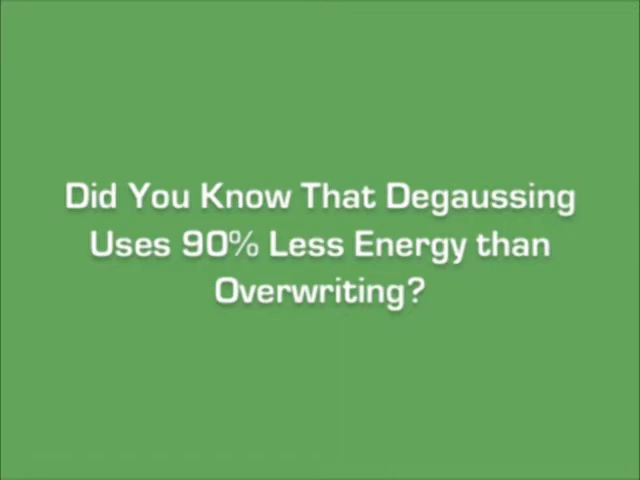 Did You Know That Degaussing
Uses 90% Less Energy than
Overwriting?